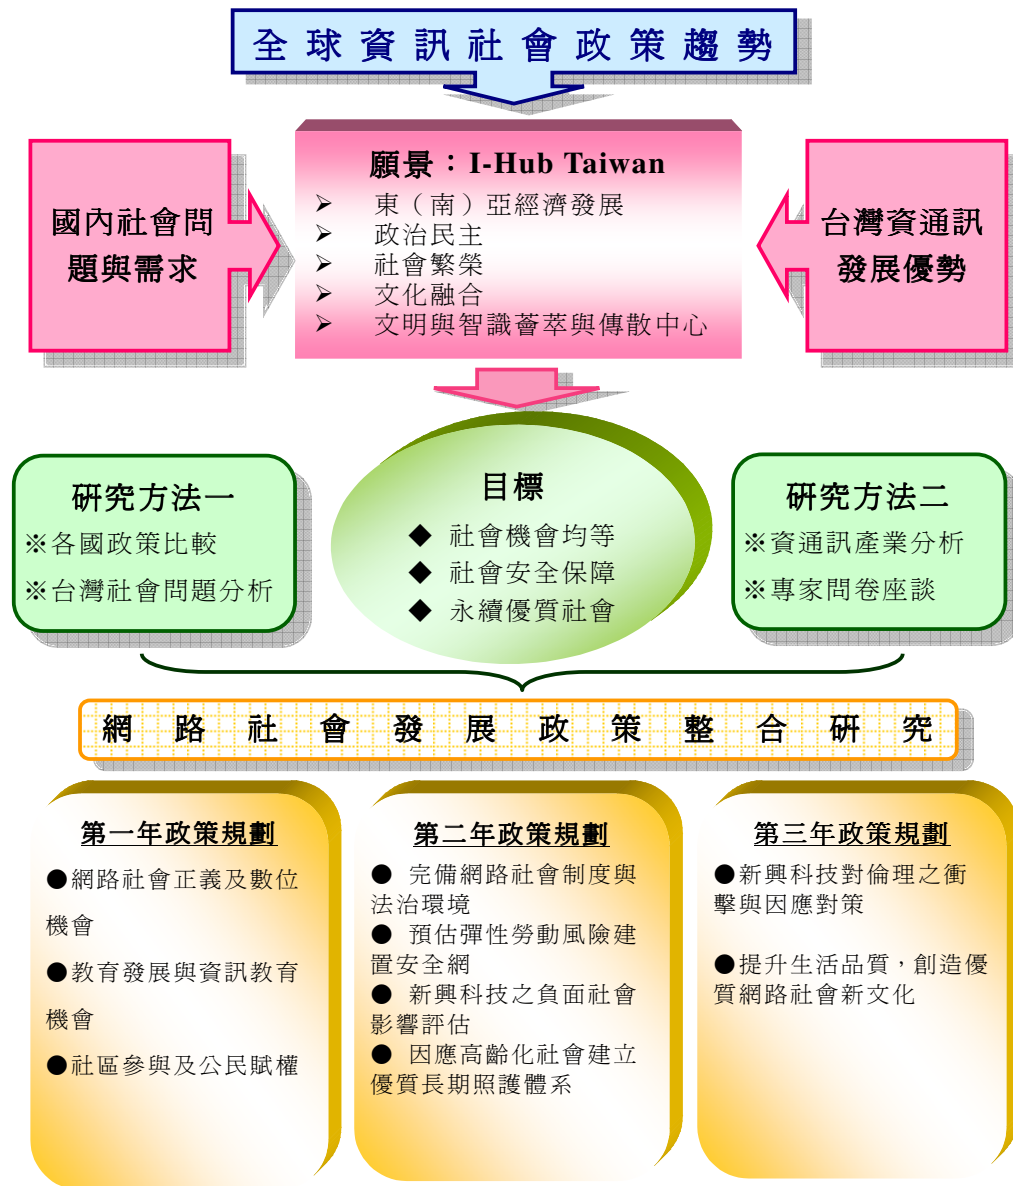 全球資訊社會政策趨勢
國內社會問
題與需求
願景：I-Hub Taiwan
➢ 東（南）亞經濟發展
➢ 政治民主
➢ 社會繁榮
➢ 文化融合
➢ 文明與智識薈萃與傳散中心
台灣資通訊
發展優勢
研究方法一
※各國政策比較
※台灣社會問題分析
目標
◆ 社會機會均等
◆ 社會安全保障
◆ 永續優質社會
研究方法二
※資通訊產業分析
※專家問卷座談
網路社會發展政策整合研究
第一年政策規劃
●網路社會正義及數位
機會
●教育發展與資訊教育
機會
●社區參與及公民賦權
第二年政策規劃
● 完備網路社會制度與
法治環境
● 預估彈性勞動風險建
置安全網
● 新興科技之負面社會
影響評估
● 因應高齡化社會建立
優質長期照護體系
第三年政策規劃
●新興科技對倫理之衝
擊與因應對策
●提升生活品質，創造優
質網路社會新文化